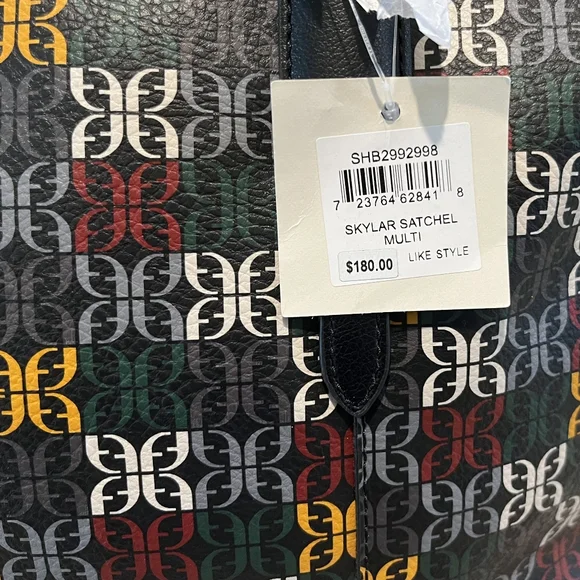 SHB2992998
7 23764 62841 8
SKYLAR SATCHEL
MULTI
$180.00 LIKE STYLE